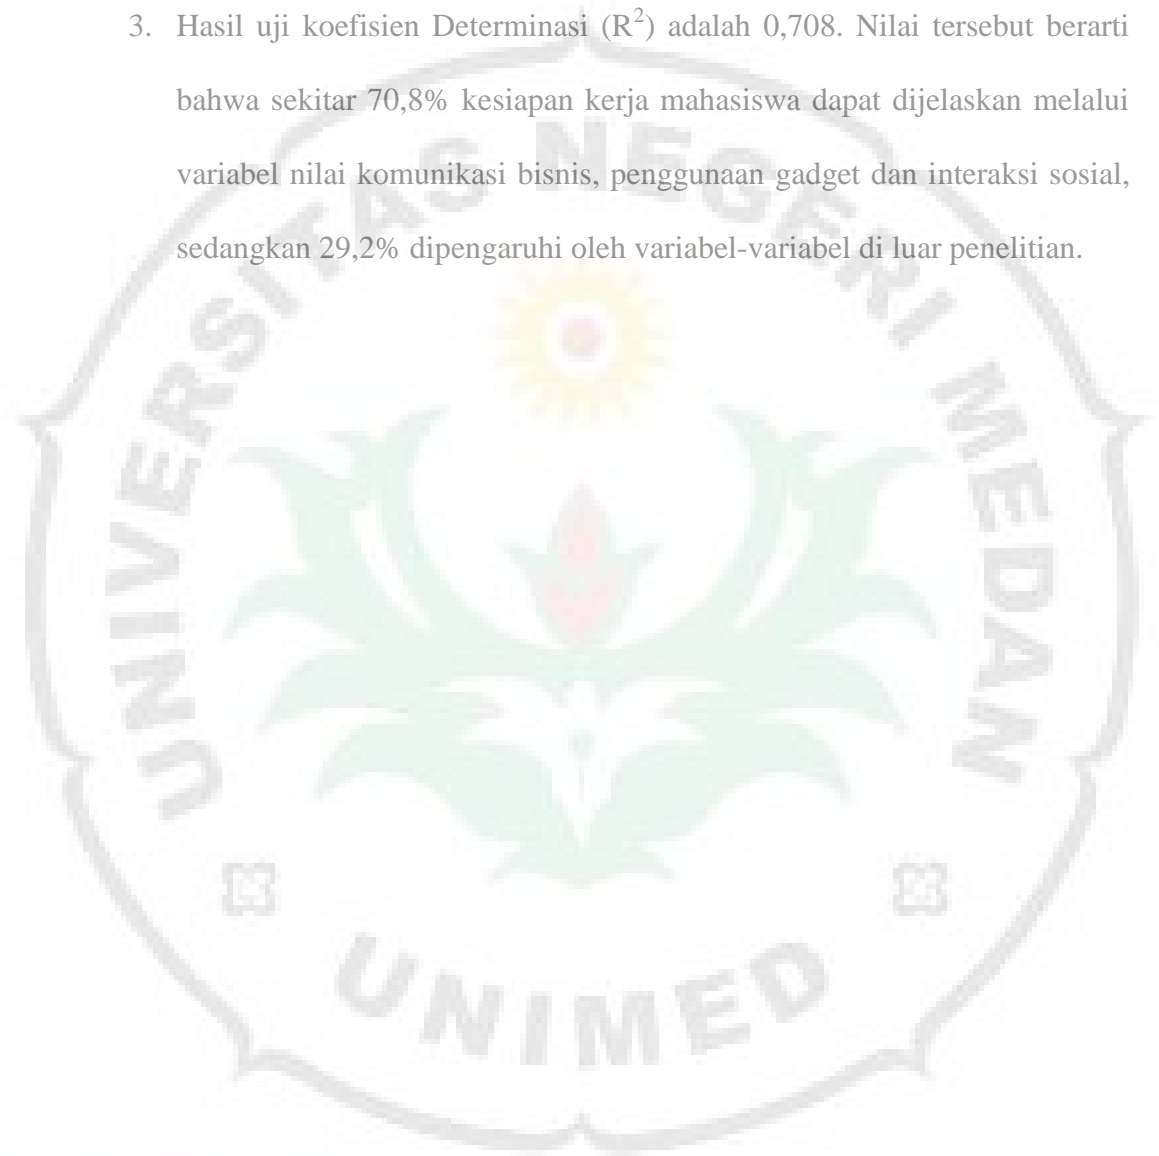 3. Hasil uji koefisien Determinasi (R²) adalah 0,708. Nilai tersebut berarti
bahwa sekitar 70,8% kesiapan kerja mahasiswa dapat dijelaskan melalui
variabel nilai komunikasi bisnis, penggunaan gadget dan interaksi sosial,
sedangkan 29,2% dipengaruhi oleh variabel-variabel di luar penelitian.
UNIVERSITAS NEGERI MEDAN
UNIMED